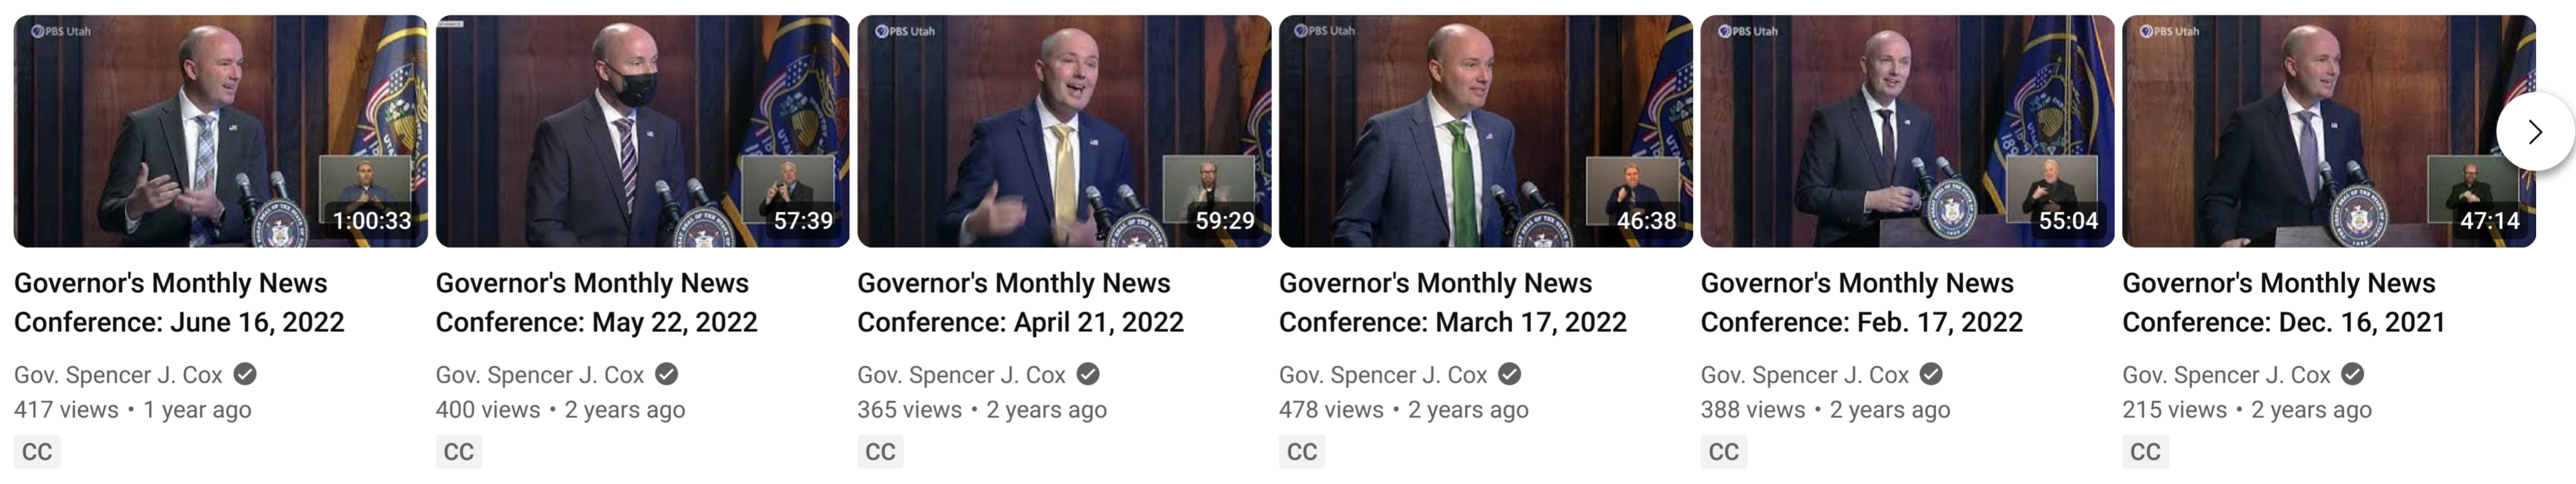 PBS Utah
1:00:33
Governor's Monthly News
Conference: June 16, 2022
Gov. Spencer J. Cox
417 views • 1 year ago
CC
57:39
Governor's Monthly News
Conference: May 22, 2022
Gov. Spencer J. Cox
400 views • 2 years ago
CC
PBS Utah
59:29
Governor's Monthly News
Conference: April 21, 2022
Gov. Spencer J. Cox
365 views • 2 years ago
CC
PBS Utah
46:38
Governor's Monthly News
Conference: March 17, 2022
Gov. Spencer J. Cox
478 views • 2 years ago
CC
PBS Utah
55:04
Governor's Monthly News
Conference: Feb. 17, 2022
Gov. Spencer J. Cox
388 views • 2 years ago
CC
PBS Utah
47:14
Governor's Monthly News
Conference: Dec. 16, 2021
Gov. Spencer J. Cox
215 views • 2 years ago
CC